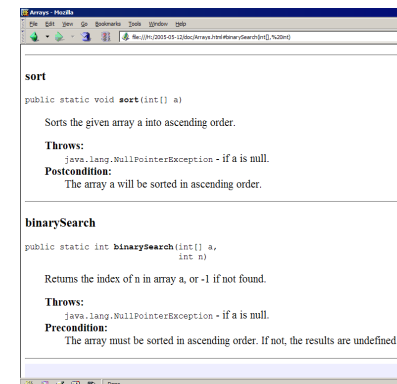 Arrays - Mozilla
File Edit View Go Bookmarks Tools Window Help
file:///H:/2005-05-12/doc/Arrays.html#binarySearch(int[],%20int)
sort
public static void sort(int[] a)
Sorts the given array a into ascending order.
Throws:
java.lang.NullPointerException - if a is null.
Postcondition:
The array a will be sorted in ascending order.
binarySearch
public static int binarySearch(int[] a,
int n)
Returns the index of n in array a, or -1 if not found.
Throws:
java.lang.NullPointerException - if a is null.
Precondition:
The array must be sorted in ascending order. If not, the results are undefined